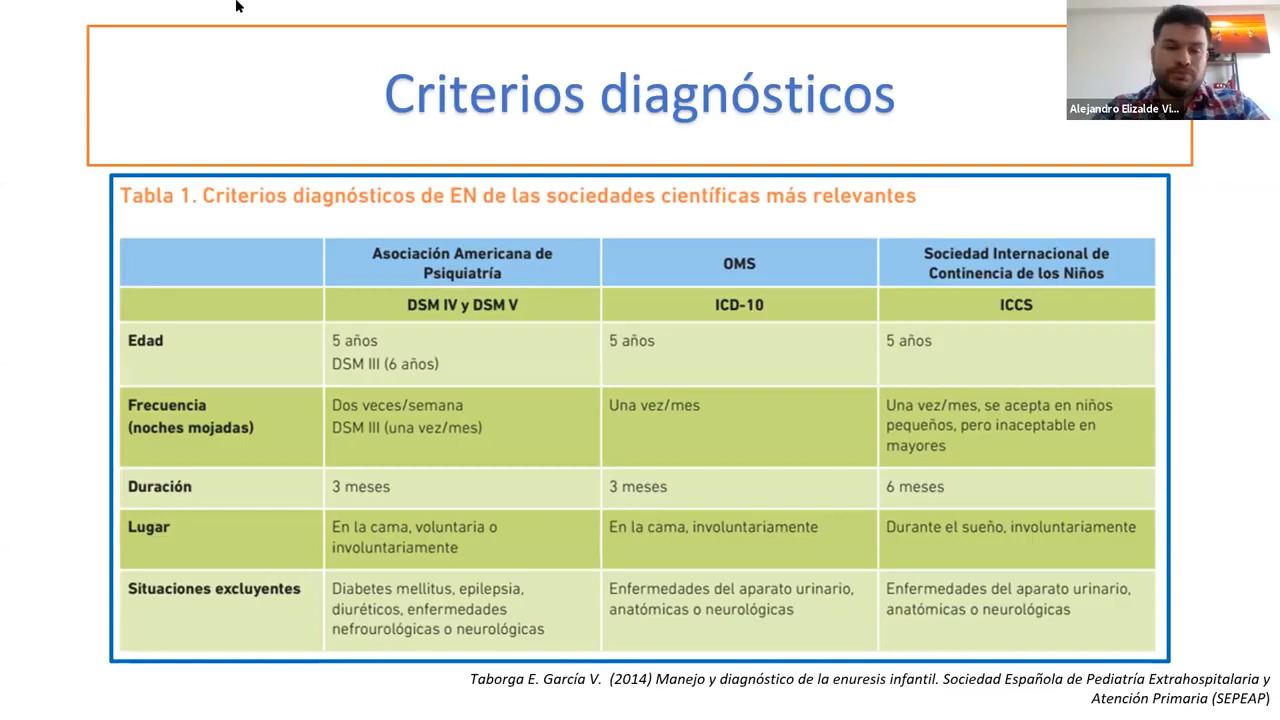 Criterios diagnósticos
Alejandro Elizalde Vi...
Tabla 1. Criterios diagnósticos de EN de las sociedades científicas más relevantes
Asociación Americana de
Psiquiatría
OMS
Sociedad Internacional de
Continencia de los Niños
DSM IV y DSM V
ICD-10
ICCS
Edad
5 años
DSM III (6 años)
5 años
5 años
Frecuencia
(noches mojadas)
Dos veces/semana
DSM III (una vez/mes)
Una vez/mes
Una vez/mes, se acepta en niños
pequeños, pero inaceptable en
mayores
Duración
3 meses
3 meses
6 meses
Lugar
En la cama, voluntaria o
involuntariamente
En la cama, involuntariamente
Durante el sueño, involuntariamente
Situaciones excluyentes
Diabetes mellitus, epilepsia,
diuréticos, enfermedades
nefrourológicas o neurológicas
Enfermedades del aparato urinario,
anatómicas o neurológicas
Enfermedades del aparato urinario,
anatómicas o neurológicas
Taborga E. García V. (2014) Manejo y diagnóstico de la enuresis infantil. Sociedad Española de Pediatría Extrahospitalaria y
Atención Primaria (SEPEAP)